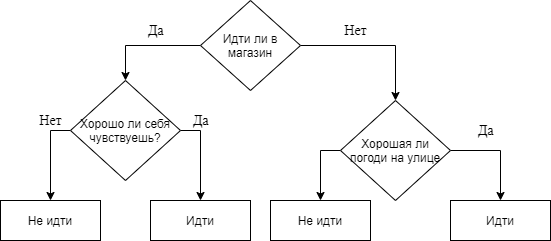 Да
Идти ли в
магазин
Нет
Нет
Хорошо ли себя
чувствуешь?
Да
Хорошая ли
погоди на улице
Да
Не идти
Идти
Не идти
Идти